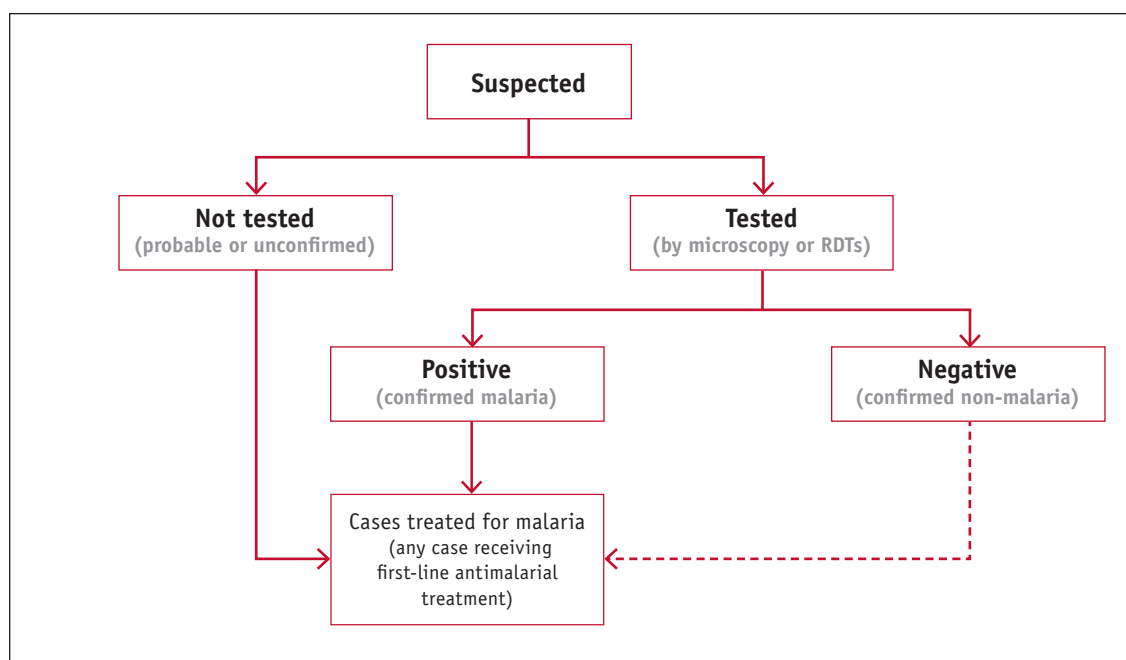 Suspected
Not tested
(probable or unconfirmed)
Tested
(by microscopy or RDTs)
Positive
(confirmed malaria)
Negative
(confirmed non-malaria)
Cases treated for malaria
(any case receiving
first-line antimalarial
treatment)